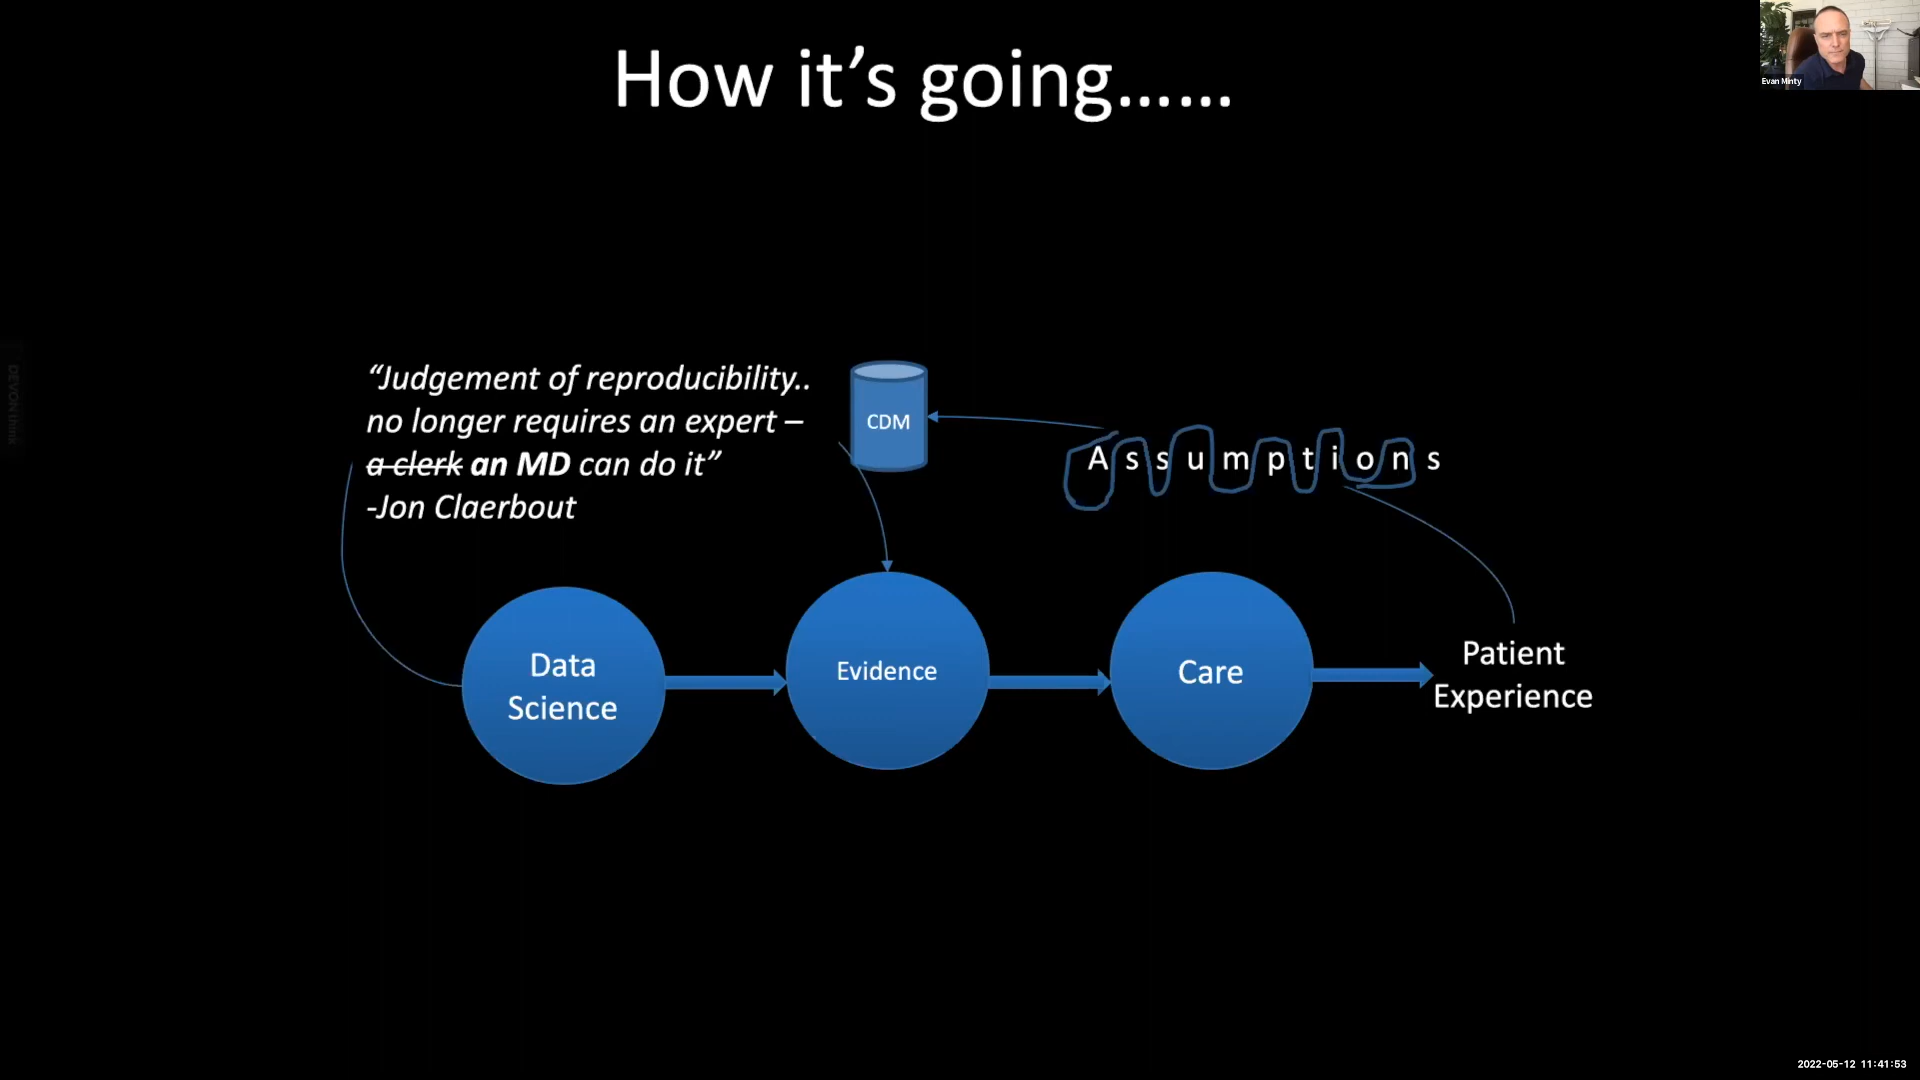 How it’s going……
Evan Minty
“Judgement of reproducibility..
no longer requires an expert –
a clerk an MD can do it”
-Jon Claerbout
CDM
Assumptions
Data
Science
Evidence
Care
Patient
Experience
2022-05-12 11:41:53